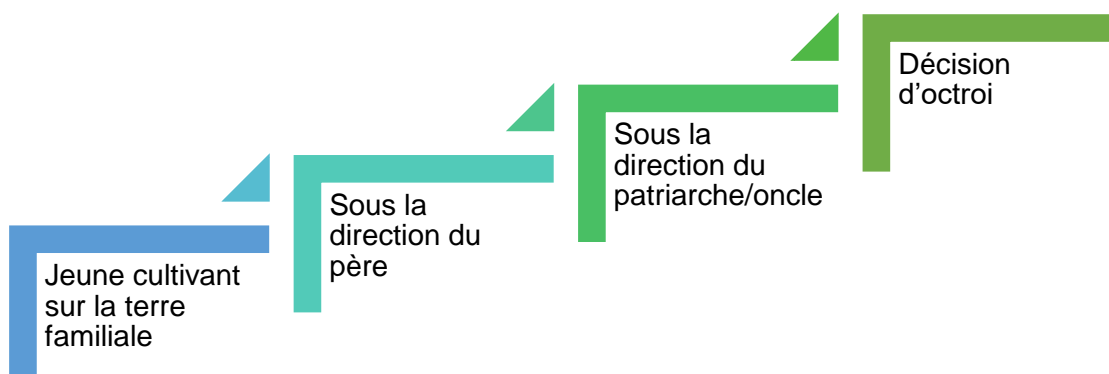 Jeune cultivant
sur la terre
familiale
Sous la
direction du
père
Sous la
direction du
patriarche/oncle
Décision
d’octroi